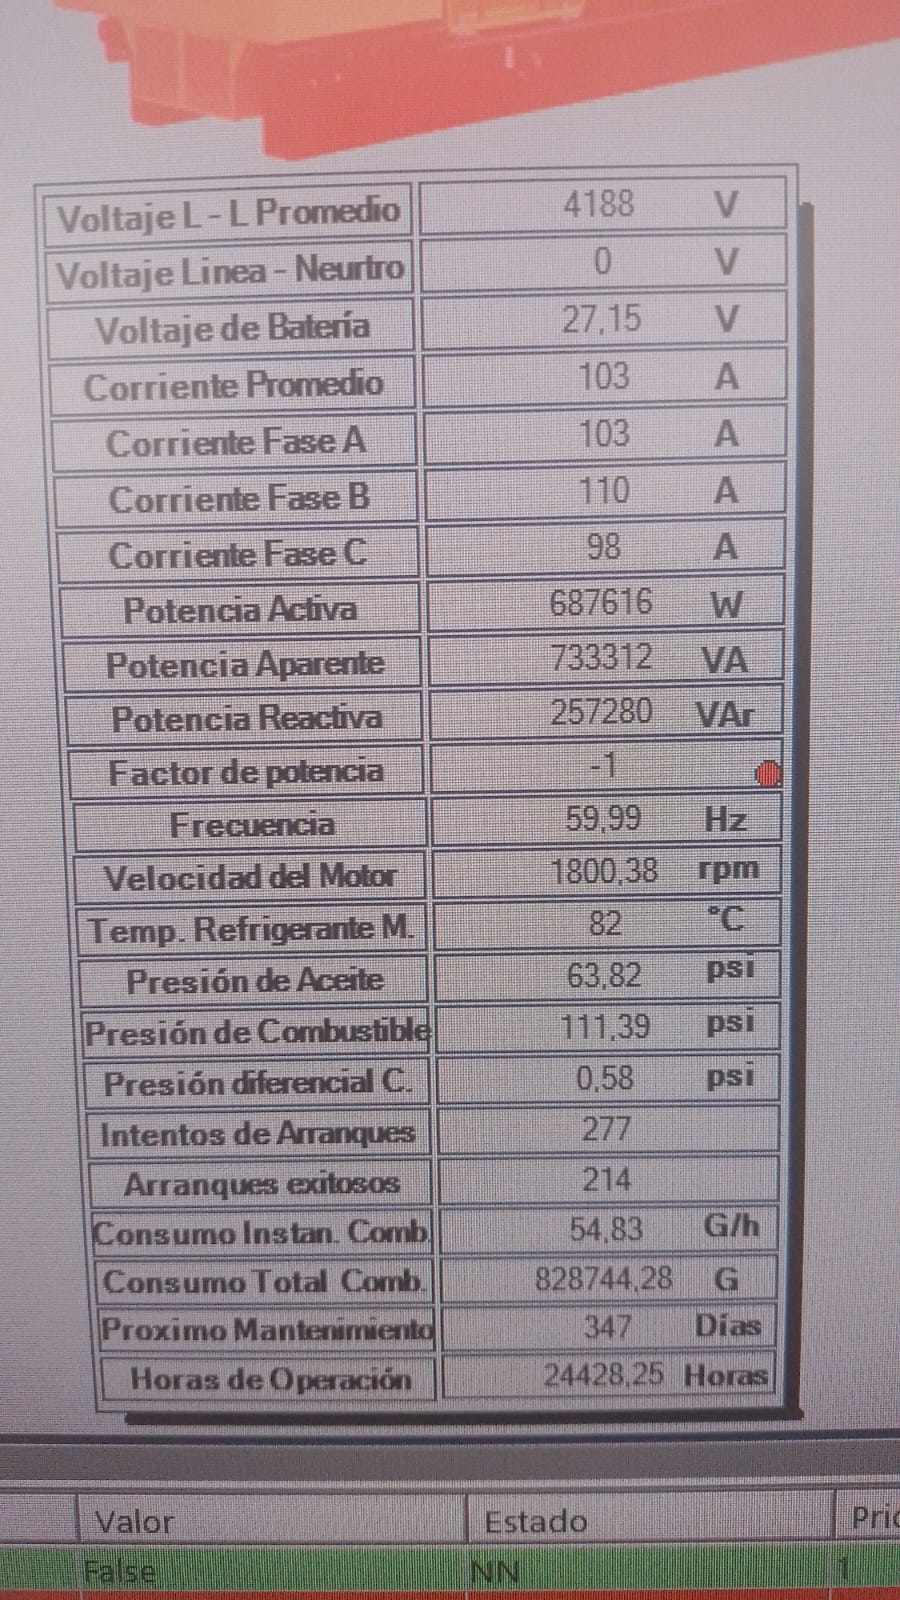 Voltaje L - L Promedio 4188 V
Voltaje Linea - Neurtro 0 V
Voltaje de Batería 27,15 V
Corriente Promedio 103 A
Corriente Fase A 103 A
Corriente Fase B 110 A
Corriente Fase C 98 A
Potencia Activa 687616 W
Potencia Aparente 733312 VA
Potencia Reactiva 257280 VAr
Factor de potencia -1
Frecuencia 59,99 Hz
Velocidad del Motor 1800,38 rpm
Temp. Refrigerante M. 82 °C
Presión de Aceite 63,82 psi
Presión de Combustible 111,39 psi
Presión diferencial C. 0,58 psi
Intentos de Arranques 277
Arranques exitosos 214
Consumo Instan. Comb. 54,83 G/h
Consumo Total Comb. 828744,28 G
Proximo Mantenimiento 347 Días
Horas de Operación 24428,25 Horas
Valor Estado Prio
False NN 1